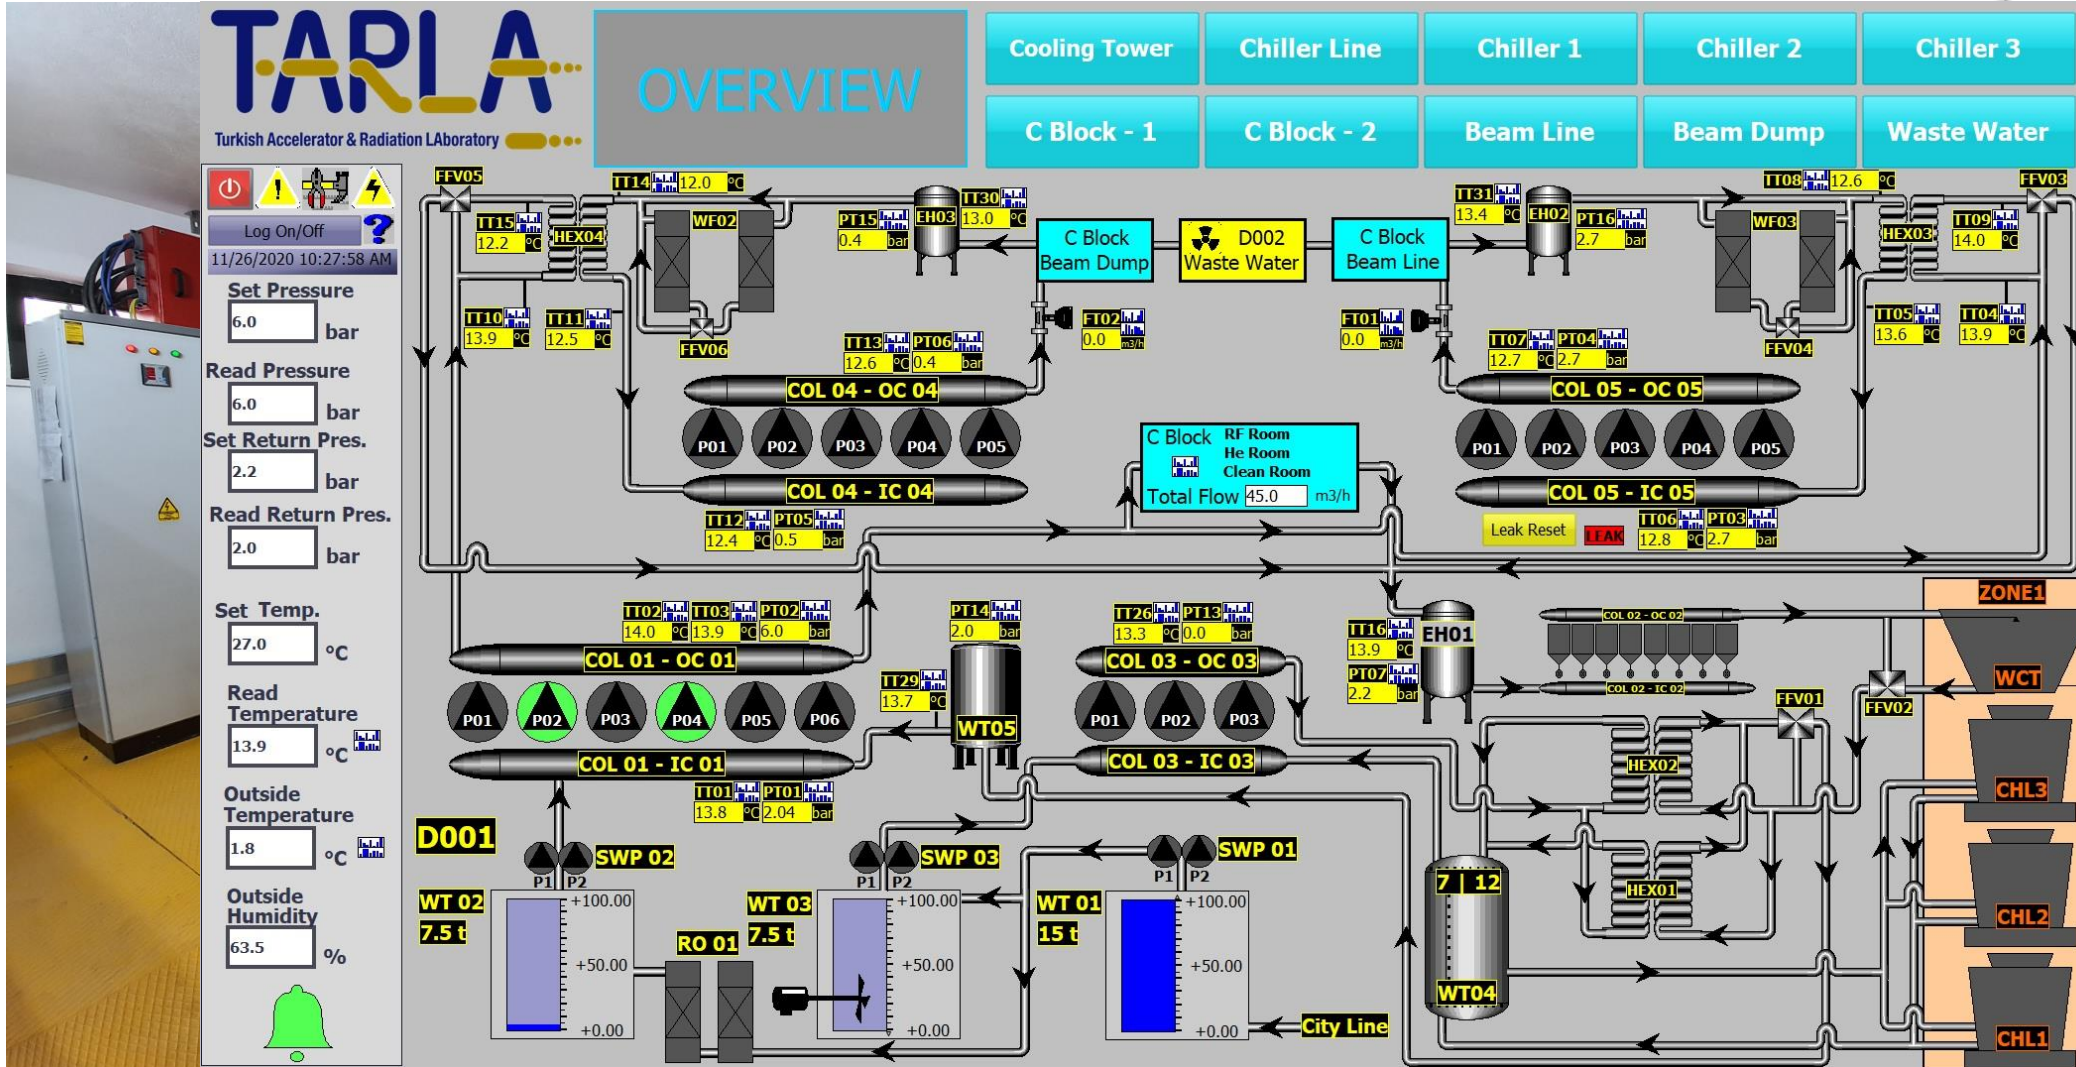 TARLA
Turkish Accelerator & Radiation LAboratory
OVERVIEW
Cooling Tower
Chiller Line
Chiller 1
Chiller 2
Chiller 3
C Block - 1
C Block - 2
Beam Line
Beam Dump
Waste Water
Log On/Off
11/26/2020 10:27:58 AM
Set Pressure
6.0 bar
Read Pressure
6.0 bar
Set Return Pres.
2.2 bar
Read Return Pres.
2.0 bar
Set Temp.
27.0 °C
Read
Temperature
13.9 °C
Outside
Temperature
1.8 °C
Outside
Humidity
63.5 %
FFV05
TT14 12.0 °C
TT15
12.2 °C
HEX04
WF02
PT15
0.4 bar
EH03
TT30
13.0 °C
TT10
13.9 °C
TT11
12.5 °C
FFV06
TT13 PT06
12.6 °C 0.4 bar
C Block
Beam Dump
D002
Waste Water
C Block
Beam Line
FT02
0.0 m3/h
FT01
0.0 m3/h
TT31
13.4 °C
EH02
PT16
2.7 bar
TT08 12.6 °C
WF03
HEX03
FFV03
TT09
14.0 °C
TT07 PT04
12.7 °C 2.7 bar
FFV04
TT05
13.6 °C
TT04
13.9 °C
COL 04 - OC 04
P01 P02 P03 P04 P05
COL 04 - IC 04
TT12 PT05
12.4 °C 0.5 bar
C Block RF Room
He Room
Clean Room
Total Flow 45.0 m3/h
COL 05 - OC 05
P01 P02 P03 P04 P05
COL 05 - IC 05
Leak Reset
LEAK
TT06 PT03
12.8 °C 2.7 bar
TT02 TT03 PT02
14.0 °C 13.9 °C 6.0 bar
COL 01 - OC 01
P01 P02 P03 P04 P05 P06
COL 01 - IC 01
TT01 PT01
13.8 °C 2.04 bar
PT14
2.0 bar
TT29
13.7 °C
WT05
TT26 PT13
13.3 °C 0.0 bar
COL 03 - OC 03
P01 P02 P03
COL 03 - IC 03
TT16
13.9 °C
PT07
2.2 bar
EH01
COL 02 - OC 02
COL 02 - IC 02
ZONE1
WCT
FFV01
FFV02
HEX02
HEX01
CHL3
CHL2
CHL1
D001
SWP 02
P1 P2
SWP 03
P1 P2
SWP 01
P1 P2
WT 02
7.5 t
+100.00
+50.00
+0.00
RO 01
WT 03
7.5 t
+100.00
+50.00
+0.00
WT 01
15 t
+100.00
+50.00
+0.00
City Line
7 | 12
WT04